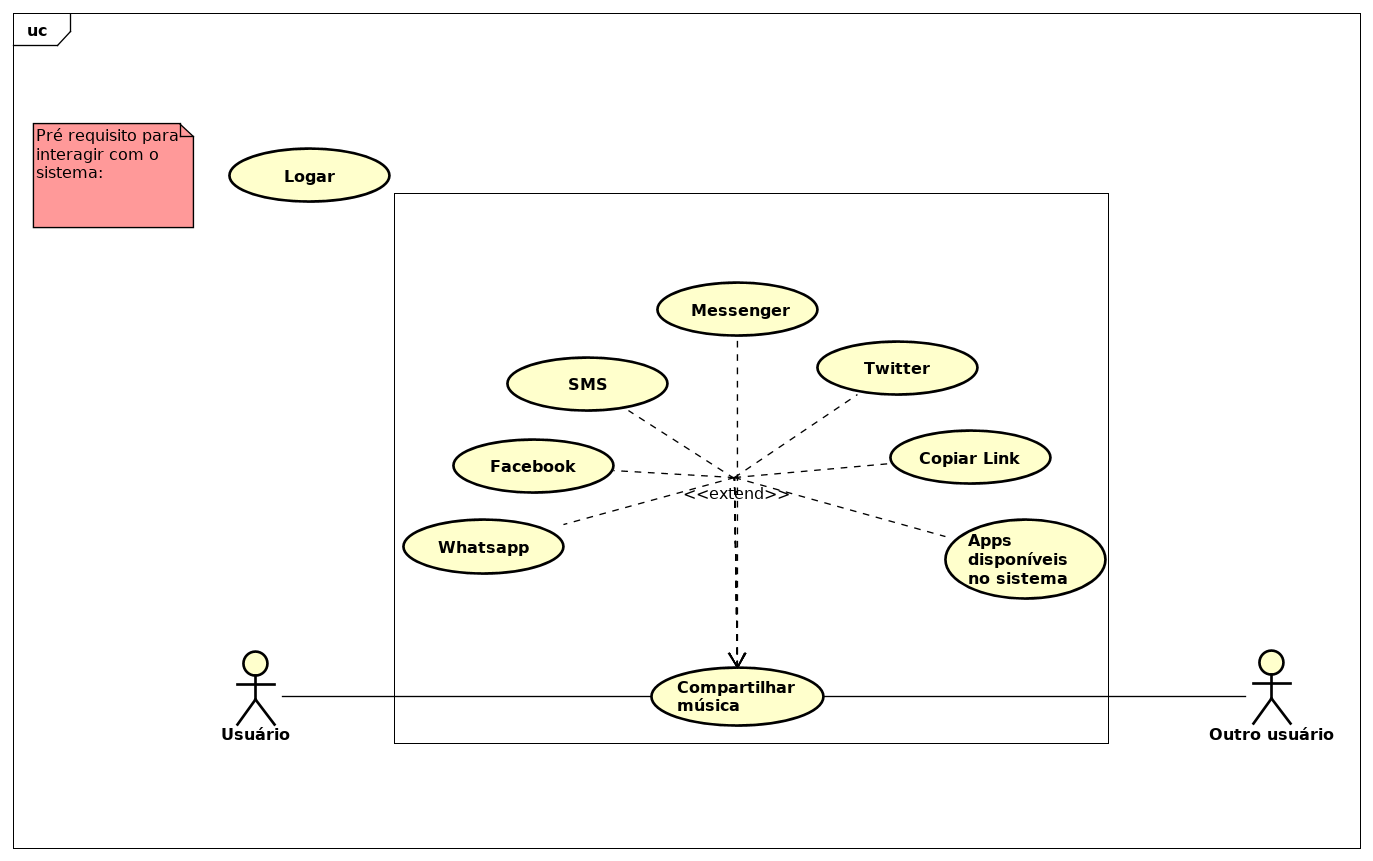 uc
Pré requisito para
interagir com o
sistema:
Logar
Messenger
Twitter
SMS
Copiar Link
Facebook
<<extend>>
Whatsapp
Apps
disponíveis
no sistema
Compartilhar
música
Usuário
Outro usuário